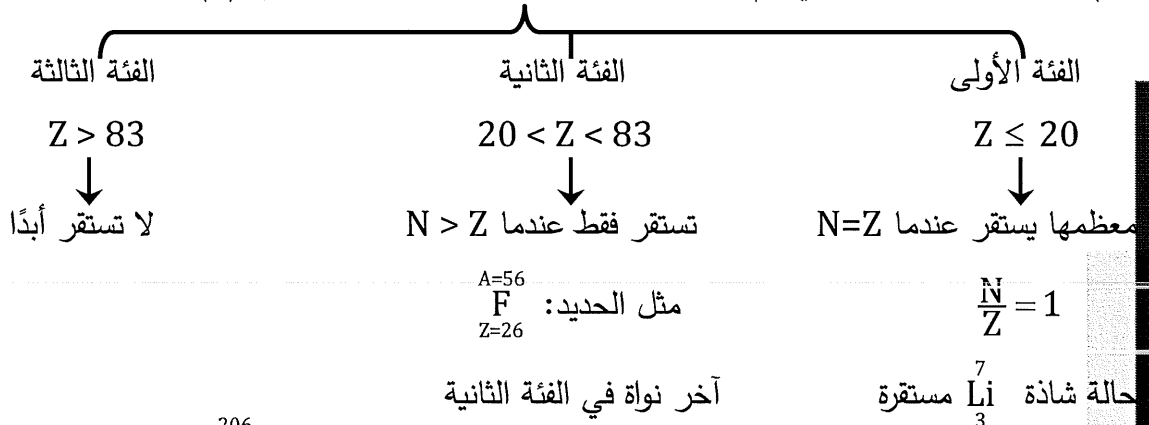 الفئة الأولى الفئة الثانية الفئة الثالثة
Z ≤ 20 20 < Z < 83 Z > 83
معظمها يستقر عندما N=Z تستقر فقط عندما N > Z لا تستقر أبدًا
N/Z = 1 مثل الحديد: A=56 F Z=26
حالة شاذة 7 Li 3 مستقرة آخر نواة في الفئة الثانية
206